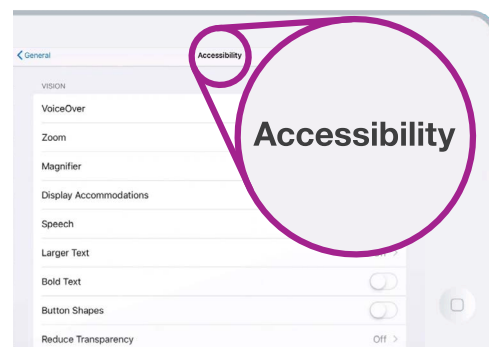 General
Accessibility
Accessibility
VISION
VoiceOver
Zoom
Magnifier
Display Accommodations
Speech
Larger Text
Bold Text
Button Shapes
Reduce Transparency Off